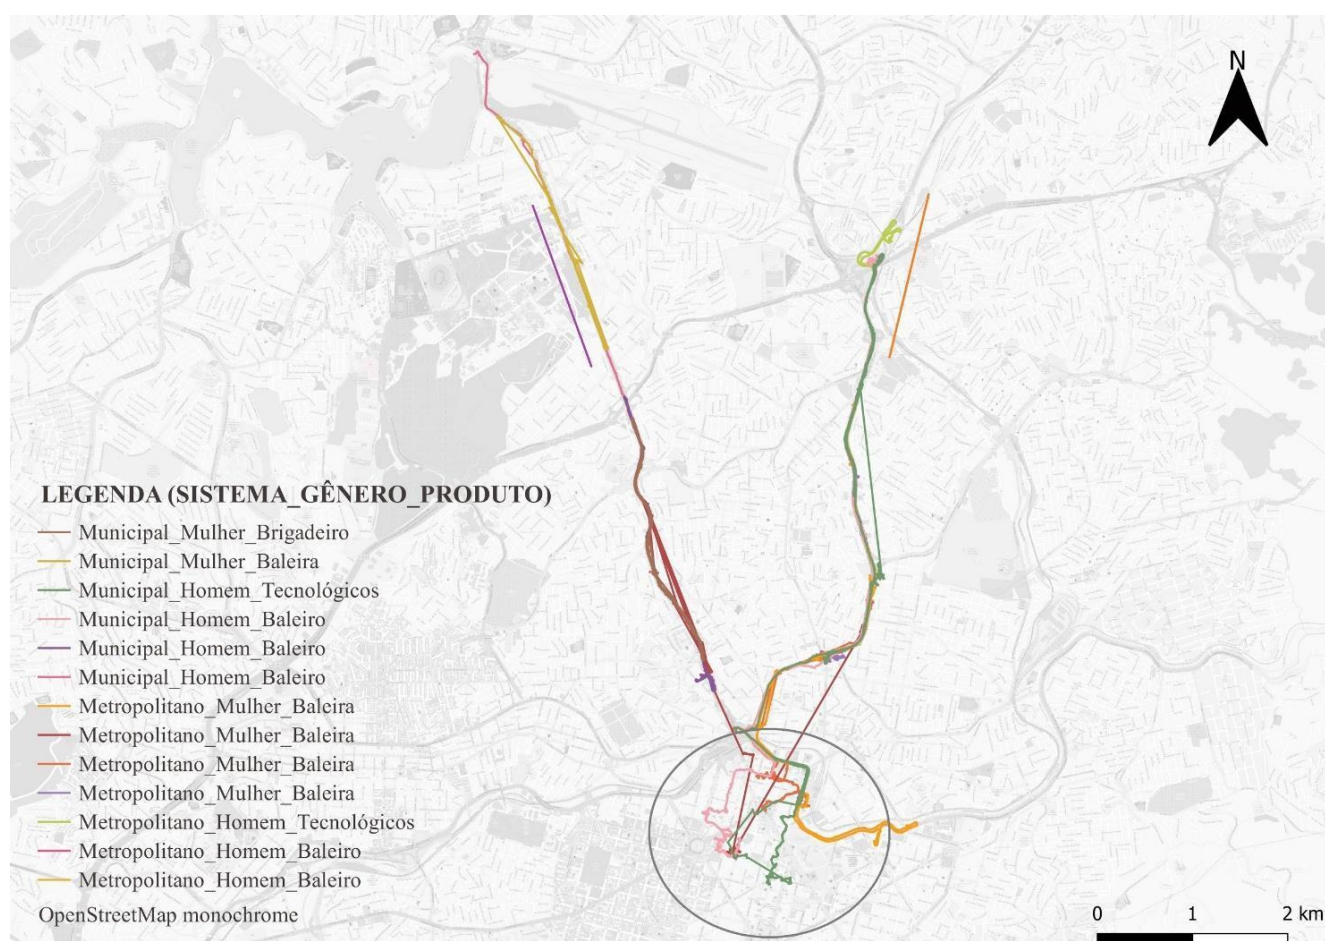 N
LEGENDA (SISTEMA_GÊNERO_PRODUTO)
Municipal_Mulher_Brigadeiro
Municipal_Mulher_Baleira
Municipal_Homem_Tecnológicos
Municipal_Homem_Baleiro
Municipal_Homem_Baleiro
Municipal_Homem_Baleiro
Metropolitano_Mulher_Baleira
Metropolitano_Mulher_Baleira
Metropolitano_Mulher_Baleira
Metropolitano_Mulher_Baleira
Metropolitano_Homem_Tecnológicos
Metropolitano_Homem_Baleiro
Metropolitano_Homem_Baleiro
OpenStreetMap monochrome
0 1 2 km